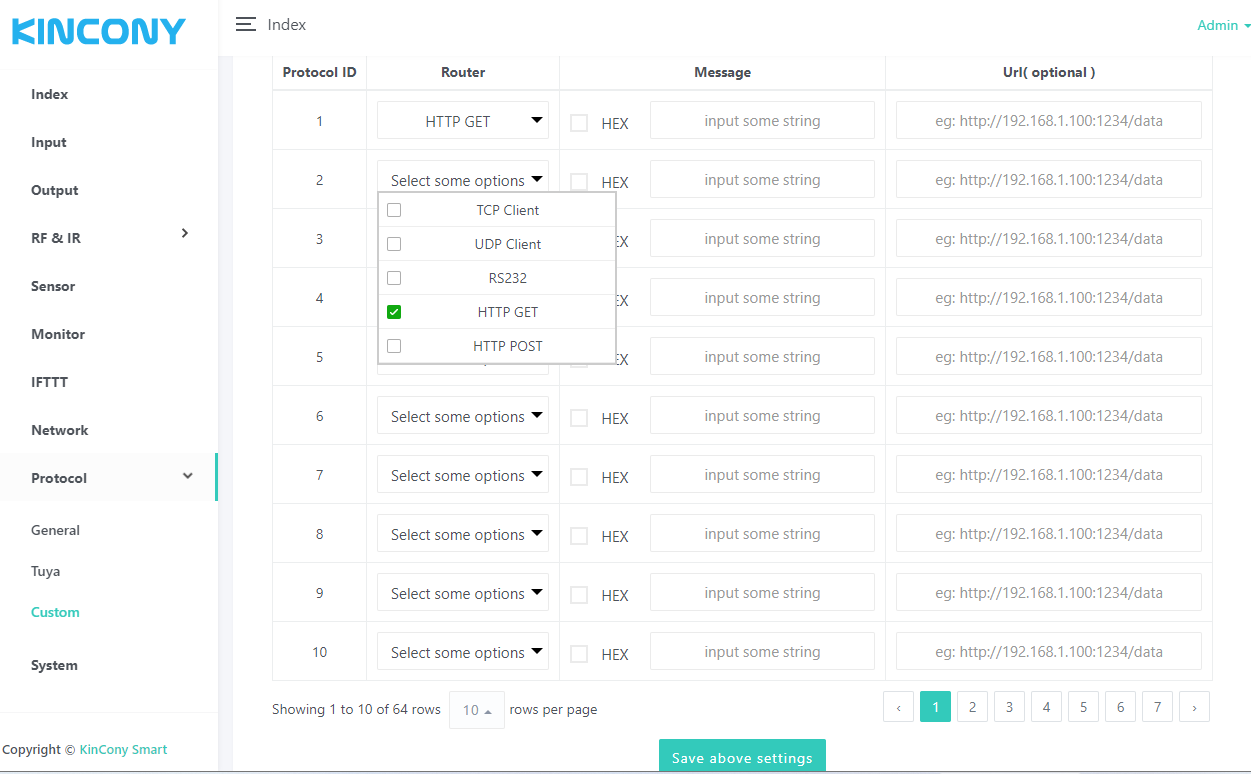 KINCONY
Index
Admin
Index
Input
Output
RF & IR
Sensor
Monitor
IFTTT
Network
Protocol
General
Tuya
Custom
System
Copyright © KinCony Smart
Protocol ID Router Message Url( optional )
1 HTTP GET HEX input some string eg: http://192.168.1.100:1234/data
2 Select some options HEX input some string eg: http://192.168.1.100:1234/data
TCP Client
3 EX input some string eg: http://192.168.1.100:1234/data
UDP Client
RS232
4 EX input some string eg: http://192.168.1.100:1234/data
HTTP GET
HTTP POST
5 EX input some string eg: http://192.168.1.100:1234/data
6 Select some options HEX input some string eg: http://192.168.1.100:1234/data
7 Select some options HEX input some string eg: http://192.168.1.100:1234/data
8 Select some options HEX input some string eg: http://192.168.1.100:1234/data
9 Select some options HEX input some string eg: http://192.168.1.100:1234/data
10 Select some options HEX input some string eg: http://192.168.1.100:1234/data
Showing 1 to 10 of 64 rows 10 rows per page ‹ 1 2 3 4 5 6 7 ›
Save above settings